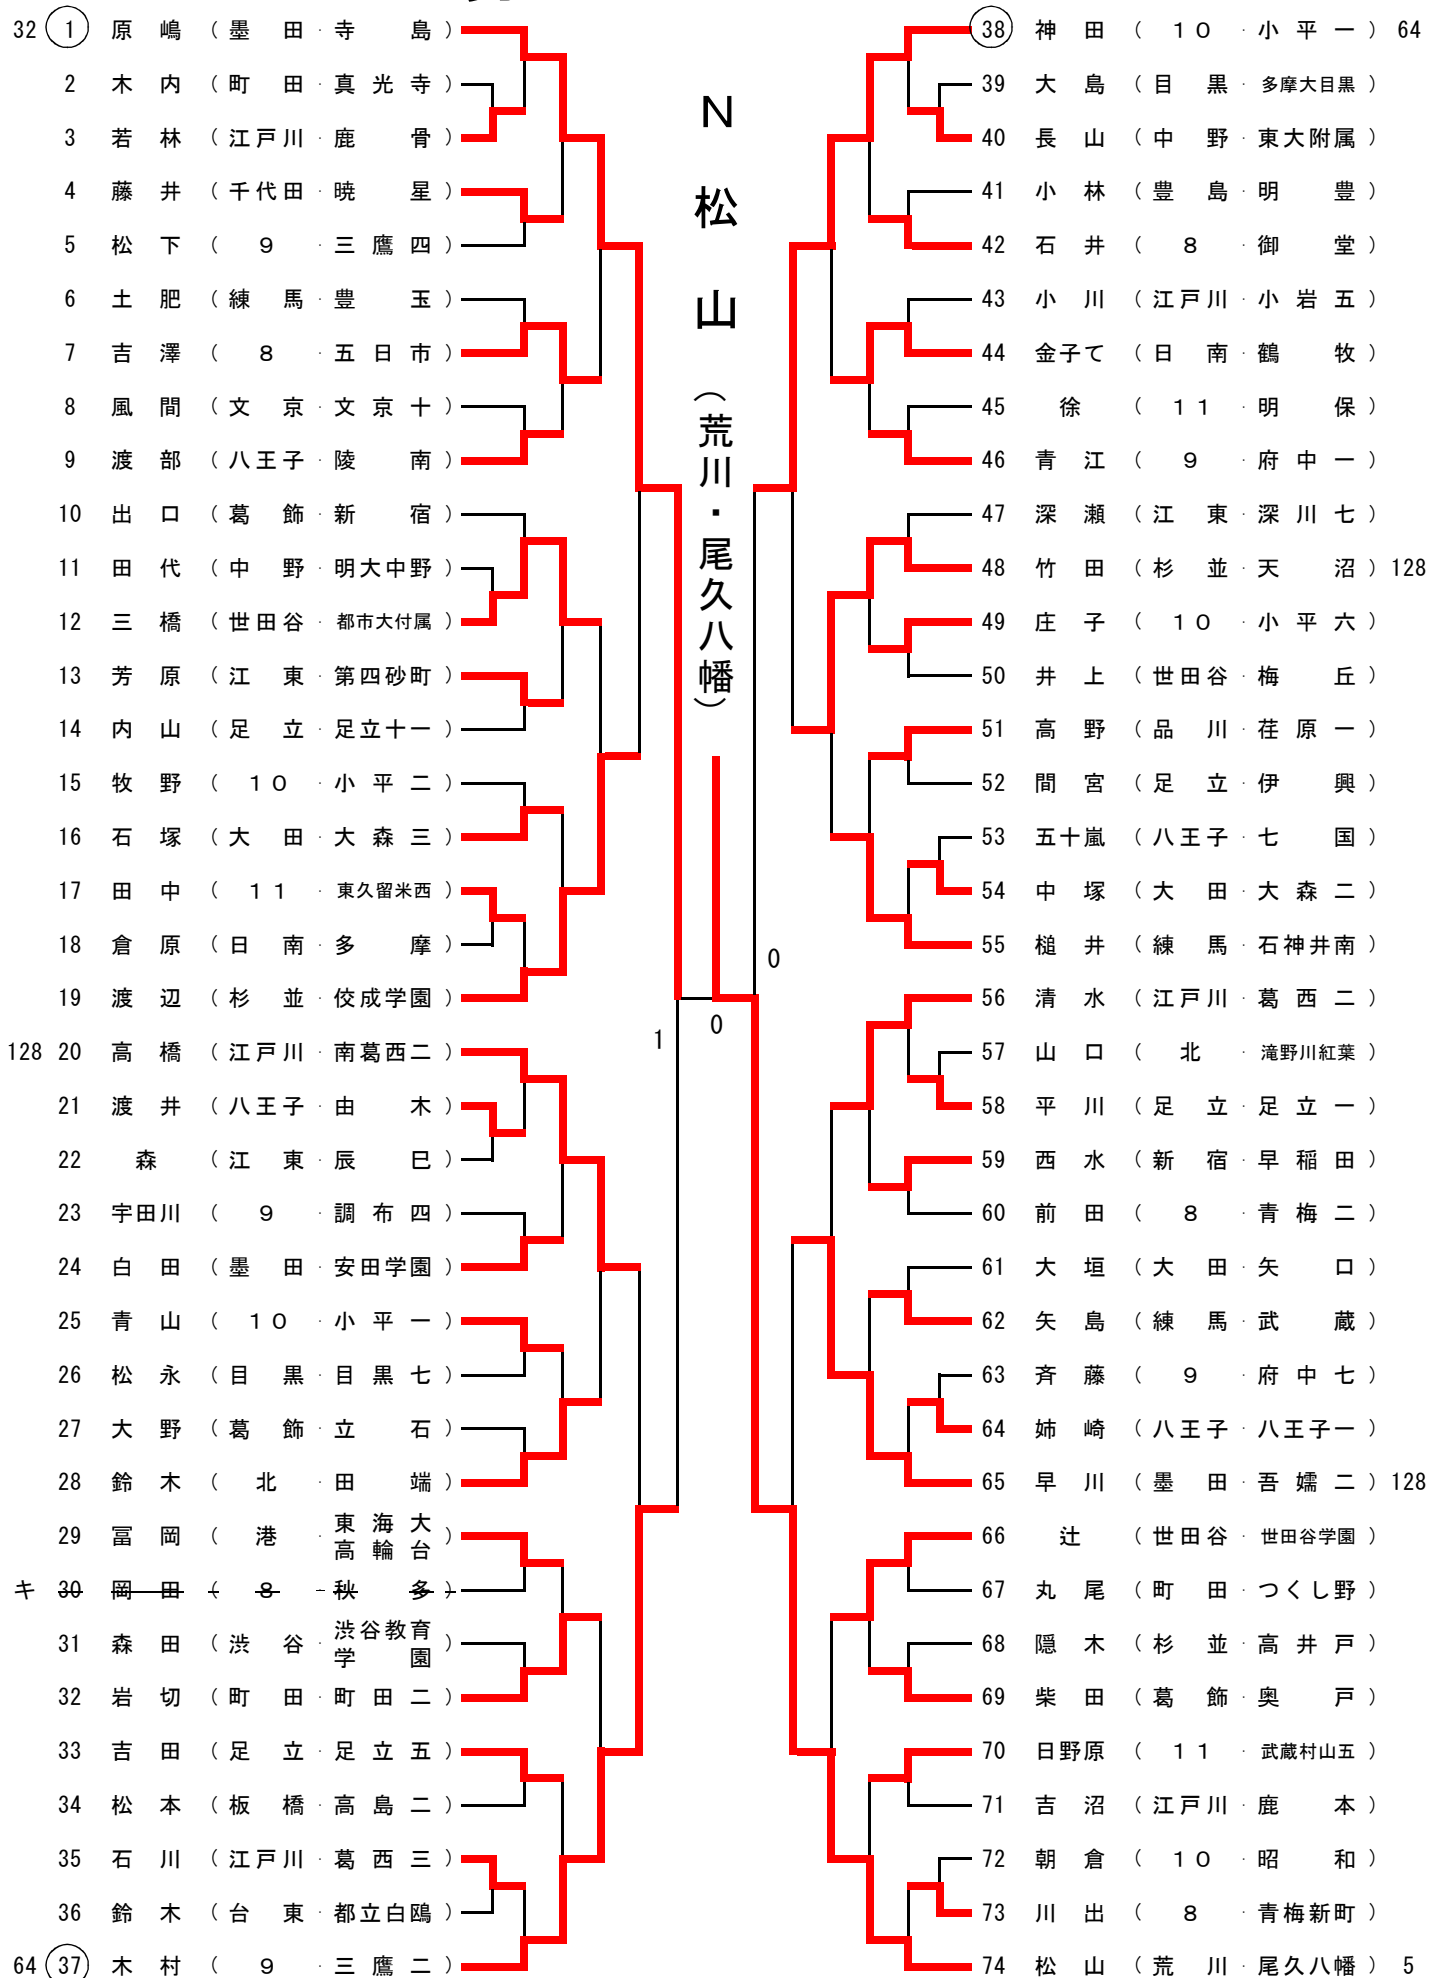 N 松 山 （荒川・尾久八幡）
32 1 原 嶋 （ 墨 田 · 寺 島 ）
2 木 内 （ 町 田 · 真 光 寺 ）
3 若 林 （ 江戸川 · 鹿 骨 ）
4 藤 井 （ 千代田 · 暁 星 ）
5 松 下 （ 9 · 三 鷹 四 ）
6 土 肥 （ 練 馬 · 豊 玉 ）
7 吉 澤 （ 8 · 五 日 市 ）
8 風 間 （ 文 京 · 文 京 十 ）
9 渡 部 （ 八王子 · 陵 南 ）
10 出 口 （ 葛 飾 · 新 宿 ）
11 田 代 （ 中 野 · 明大中野 ）
12 三 橋 （ 世田谷 · 都市大付属 ）
13 芳 原 （ 江 東 · 第四砂町 ）
14 内 山 （ 足 立 · 足立十一 ）
15 牧 野 （ 10 · 小 平 二 ）
16 石 塚 （ 大 田 · 大 森 三 ）
17 田 中 （ 11 · 東久留米西 ）
18 倉 原 （ 日 南 · 多 摩 ）
19 渡 辺 （ 杉 並 · 佼成学園 ）
128 20 高 橋 （ 江戸川 · 南葛西二 ）
21 渡 井 （ 八王子 · 由 木 ）
22 森 （ 江 東 · 辰 巳 ）
23 宇田川 （ 9 · 調 布 四 ）
24 白 田 （ 墨 田 · 安田学園 ）
25 青 山 （ 10 · 小 平 一 ）
26 松 永 （ 目 黒 · 目 黒 七 ）
27 大 野 （ 葛 飾 · 立 石 ）
28 鈴 木 （ 北 · 田 端 ）
29 冨 岡 （ 港 · 東海大高輪台 ）
キ 30 岡 田 （ 8 · 秋 多 ）
31 森 田 （ 渋 谷 · 渋谷教育学園 ）
32 岩 切 （ 町 田 · 町 田 二 ）
33 吉 田 （ 足 立 · 足 立 五 ）
34 松 本 （ 板 橋 · 高 島 二 ）
35 石 川 （ 江戸川 · 葛 西 三 ）
36 鈴 木 （ 台 東 · 都立白鴎 ）
64 37 木 村 （ 9 · 三 鷹 二 ）
1
0
0
38 神 田 （ 10 · 小 平 一 ） 64
39 大 島 （ 目 黒 · 多摩大目黒 ）
40 長 山 （ 中 野 · 東大附属 ）
41 小 林 （ 豊 島 · 明 豊 ）
42 石 井 （ 8 · 御 堂 ）
43 小 川 （ 江戸川 · 小 岩 五 ）
44 金子て （ 日 南 · 鶴 牧 ）
45 徐 （ 11 · 明 保 ）
46 青 江 （ 9 · 府 中 一 ）
47 深 瀬 （ 江 東 · 深 川 七 ）
48 竹 田 （ 杉 並 · 天 沼 ） 128
49 庄 子 （ 10 · 小 平 六 ）
50 井 上 （ 世田谷 · 梅 丘 ）
51 高 野 （ 品 川 · 荏 原 一 ）
52 間 宮 （ 足 立 · 伊 興 ）
53 五十嵐 （ 八王子 · 七 国 ）
54 中 塚 （ 大 田 · 大 森 二 ）
55 槌 井 （ 練 馬 · 石神井南 ）
56 清 水 （ 江戸川 · 葛 西 二 ）
57 山 口 （ 北 · 滝野川紅葉 ）
58 平 川 （ 足 立 · 足 立 一 ）
59 西 水 （ 新 宿 · 早 稲 田 ）
60 前 田 （ 8 · 青 梅 二 ）
61 大 垣 （ 大 田 · 矢 口 ）
62 矢 島 （ 練 馬 · 武 蔵 ）
63 斉 藤 （ 9 · 府 中 七 ）
64 姉 崎 （ 八王子 · 八王子一 ）
65 早 川 （ 墨 田 · 吾 嬬 二 ） 128
66 辻 （ 世田谷 · 世田谷学園 ）
67 丸 尾 （ 町 田 · つくし野 ）
68 隠 木 （ 杉 並 · 高 井 戸 ）
69 柴 田 （ 葛 飾 · 奥 戸 ）
70 日野原 （ 11 · 武蔵村山五 ）
71 吉 沼 （ 江戸川 · 鹿 本 ）
72 朝 倉 （ 10 · 昭 和 ）
73 川 出 （ 8 · 青梅新町 ）
74 松 山 （ 荒 川 · 尾久八幡 ） 5